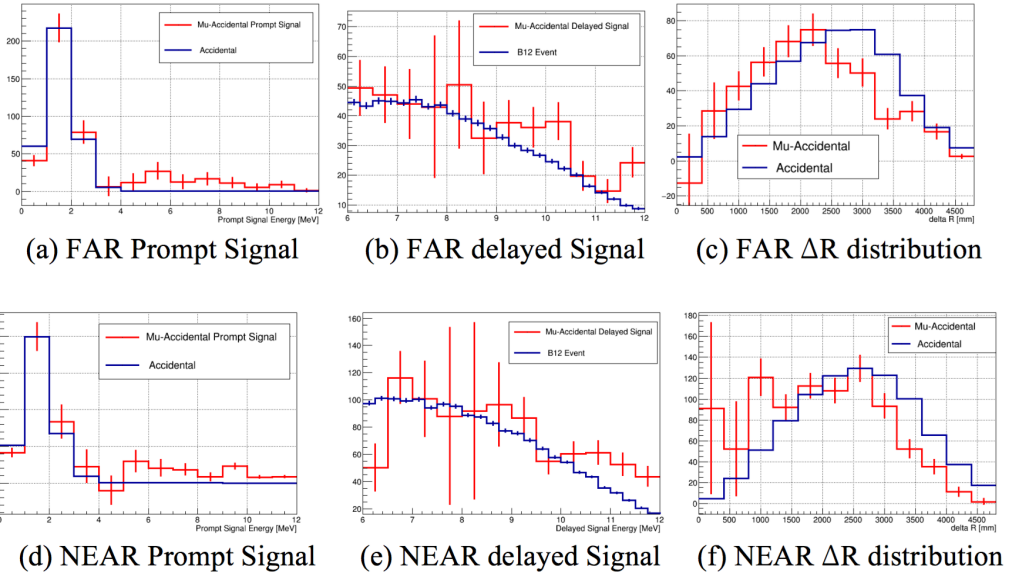 Mu-Accidental Prompt Signal
Accidental
200
150
100
50
0
0 2 4 6 8 10 12
Prompt Signal Energy [MeV]
(a) FAR Prompt Signal
Mu-Accidental Delayed Signal
B12 Event
70
60
50
40
30
20
10
6 7 8 9 10 11 12
(b) FAR delayed Signal
80
60
40
20
0
−20
Mu-Accidental
Accidental
0 500 1000 1500 2000 2500 3000 3500 4000 4500
delta R [mm]
(c) FAR ΔR distribution
Mu-Accidental Prompt Signal
Accidental
2 4 6 8 10 12
Prompt Signal Energy [MeV]
(d) NEAR Prompt Signal
Mu-Accidental Delayed Signal
B12 Event
160
140
120
100
80
60
40
20
6 7 8 9 10 11 12
Delayed Signal Energy [MeV]
(e) NEAR delayed Signal
Mu-Accidental
Accidental
180
160
140
120
100
80
60
40
20
0
0 500 1000 1500 2000 2500 3000 3500 4000 4500
delta R [mm]
(f) NEAR ΔR distribution